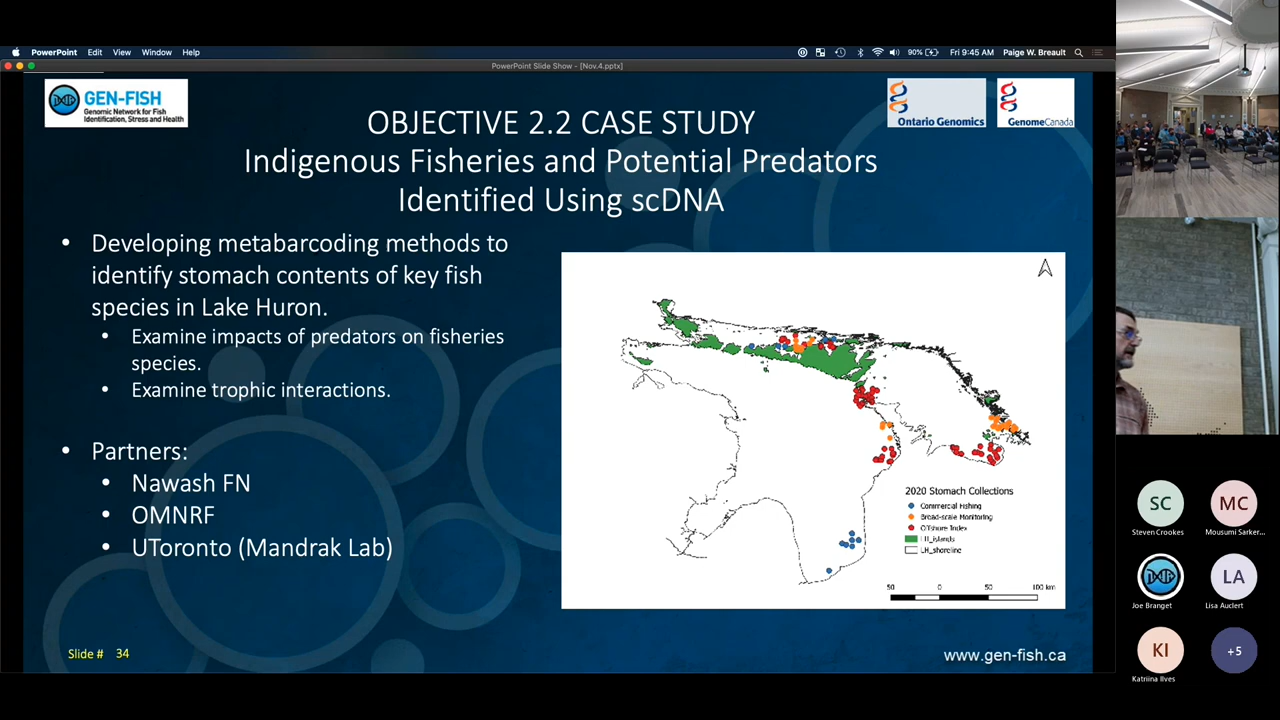 PowerPoint Edit View Window Help
90% Fri 9:45 AM Paige W. Breault
PowerPoint Slide Show - [Nov.4.pptx]
GEN-FISH
Genomic Network for Fish
Identification, Stress and Health
Ontario Genomics
GenomeCanada
OBJECTIVE 2.2 CASE STUDY
Indigenous Fisheries and Potential Predators
Identified Using scDNA
• Developing metabarcoding methods to
identify stomach contents of key fish
species in Lake Huron.
• Examine impacts of predators on fisheries
species.
• Examine trophic interactions.
• Partners:
• Nawash FN
• OMNRF
• UToronto (Mandrak Lab)
2020 Stomach Collections
Commercial Fishing
Broad-scale Monitoring
Offshore Index
LH_islands
LH_shoreline
50 0 50 100 km
Slide # 34
www.gen-fish.ca
SC
Steven Crookes
MC
Mousumi Sarker...
Joe Branget
LA
Lisa Auclert
KI
Katriina Ilves
+5